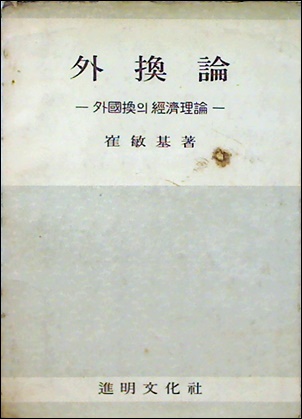 外換論
─ 外國換의 經濟理論 ─
崔敏基 著
進明文化社